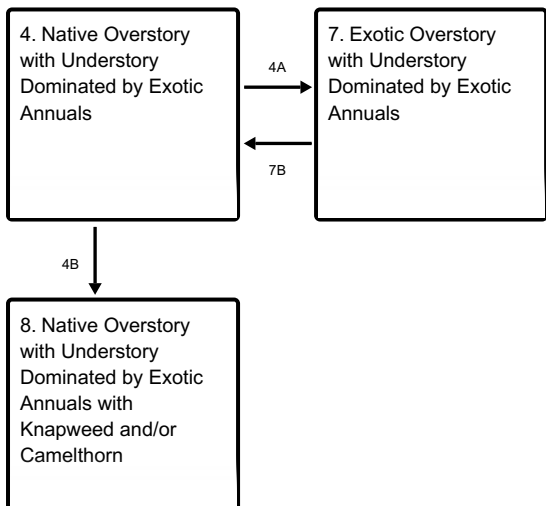 4. Native Overstory
with Understory
Dominated by Exotic
Annuals
4A
7B
7. Exotic Overstory
with Understory
Dominated by Exotic
Annuals
4B
8. Native Overstory
with Understory
Dominated by Exotic
Annuals with
Knapweed and/or
Camelthorn